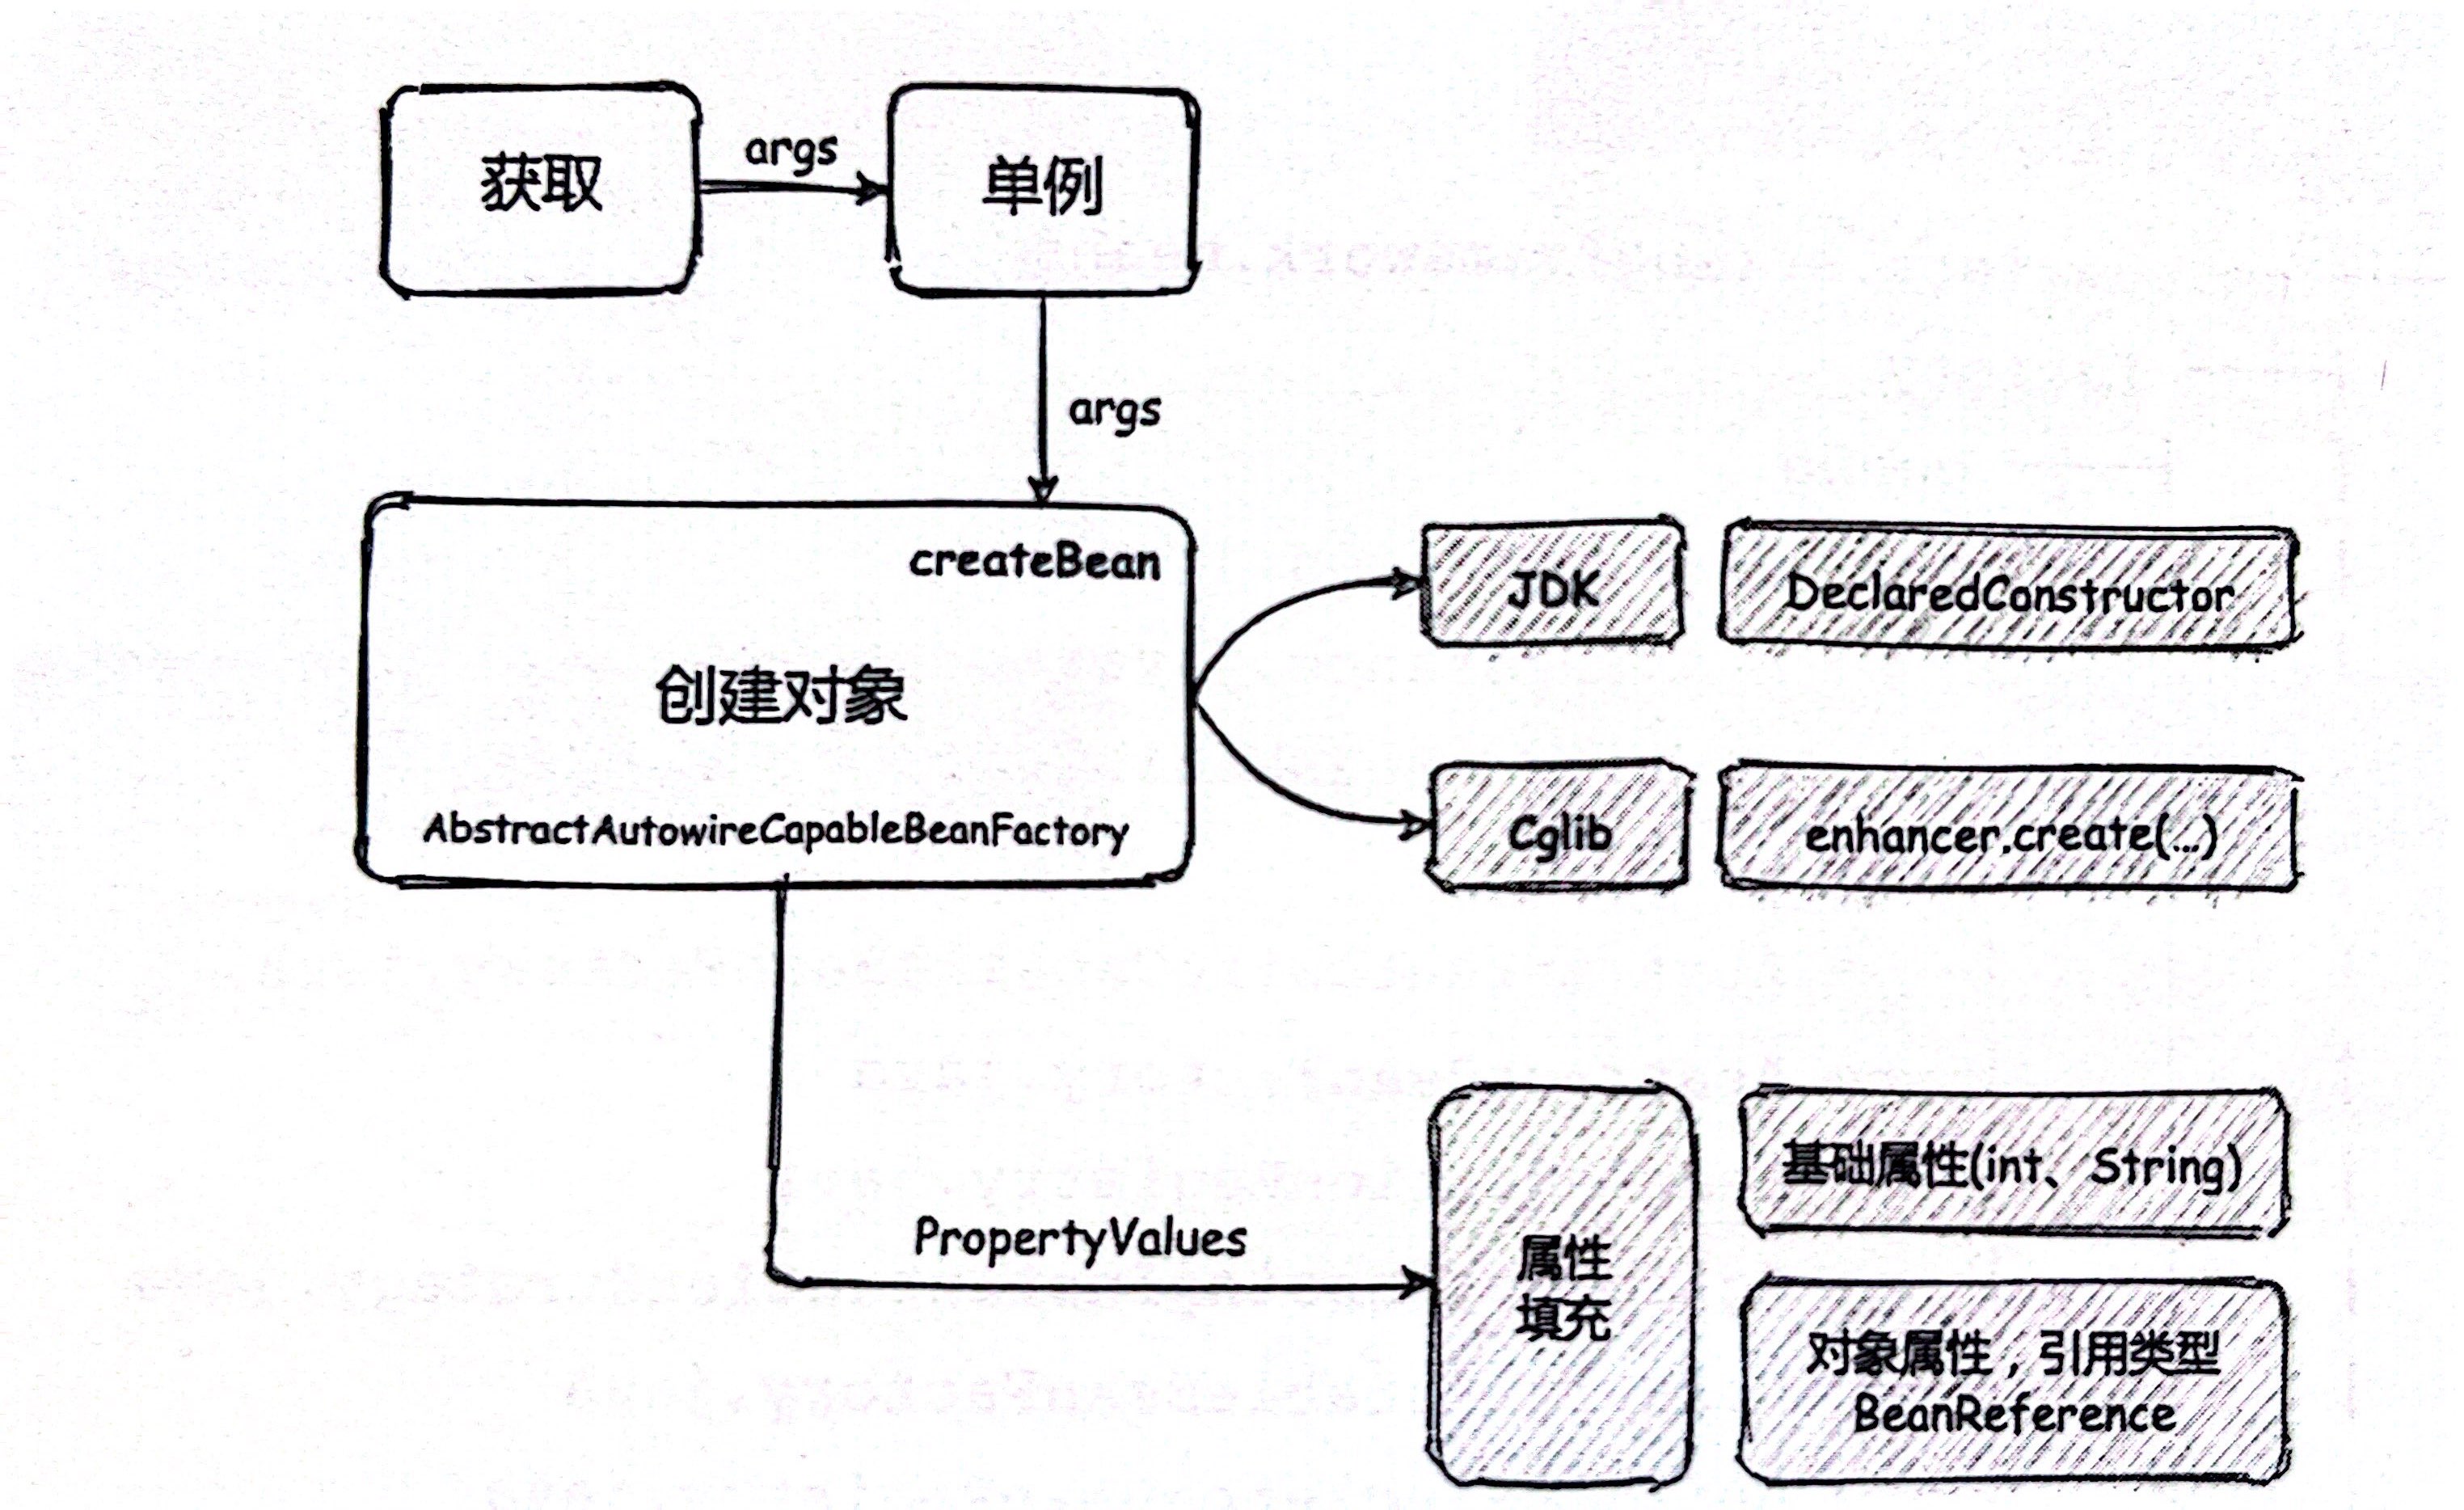 获取
args
单例
args
createBean
创建对象
AbstractAutowireCapableBeanFactory
JDK
DeclaredConstructor
Cglib
enhancer.create(...)
PropertyValues
属性
填充
基础属性(int、String)
对象属性，引用类型
BeanReference